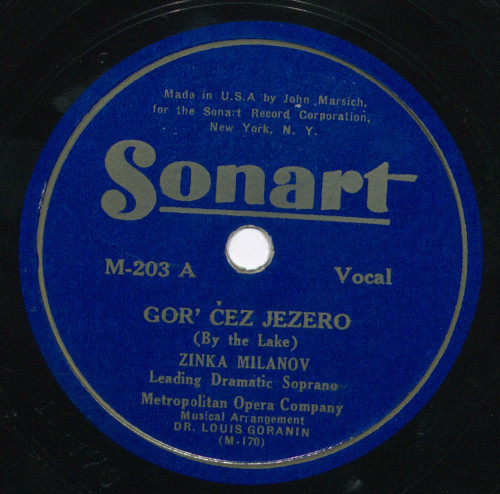 Made in U.S.A by John Marsich,
for the Sonart Record Corporation,
New York, N. Y.
Sonart
M-203 A Vocal
GOR' ČEZ JEZERO
(By the Lake)
ZINKA MILANOV
Leading Dramatic Soprano
Metropolitan Opera Company
Musical Arrangement
DR. LOUIS GORANIN
(M-170)